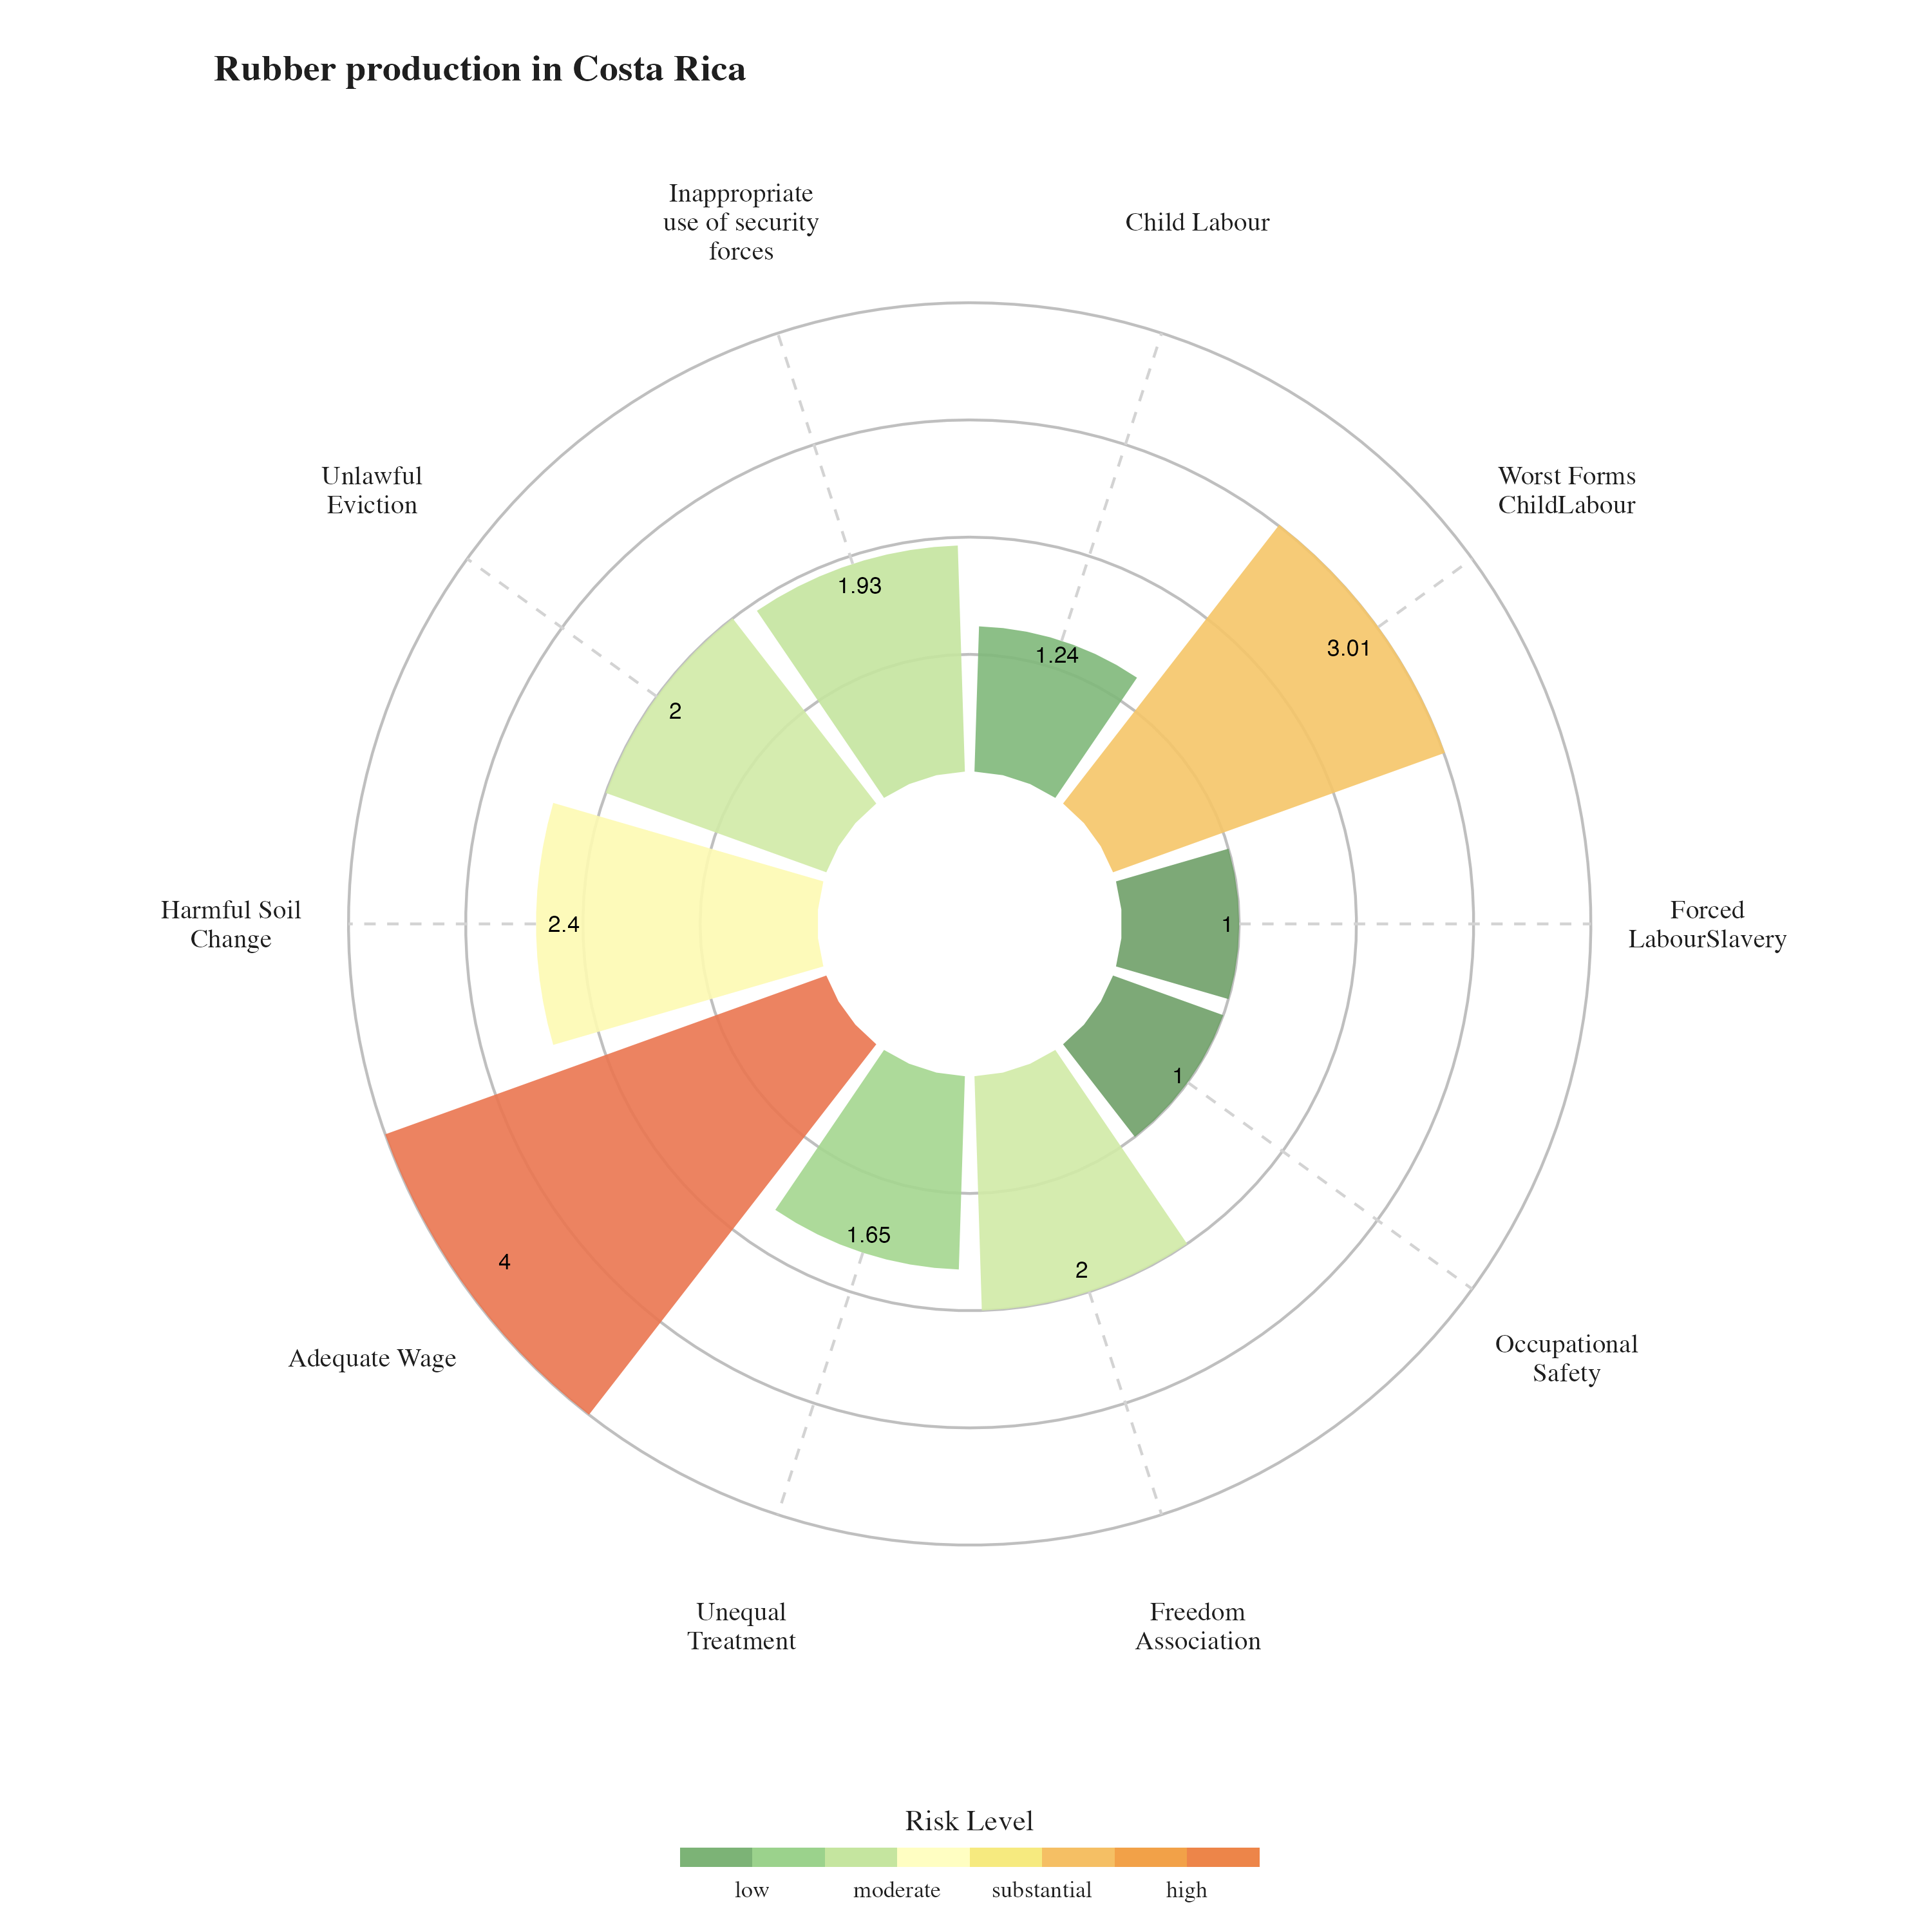 Rubber production in Costa Rica
Inappropriate
use of security
forces
Child Labour
Unlawful
Eviction
Worst Forms
ChildLabour
1.93
1.24
3.01
2
Harmful Soil
Change
2.4
1
Forced
LabourSlavery
1
1.65
2
4
Adequate Wage
Occupational
Safety
Unequal
Treatment
Freedom
Association
Risk Level
low moderate substantial high